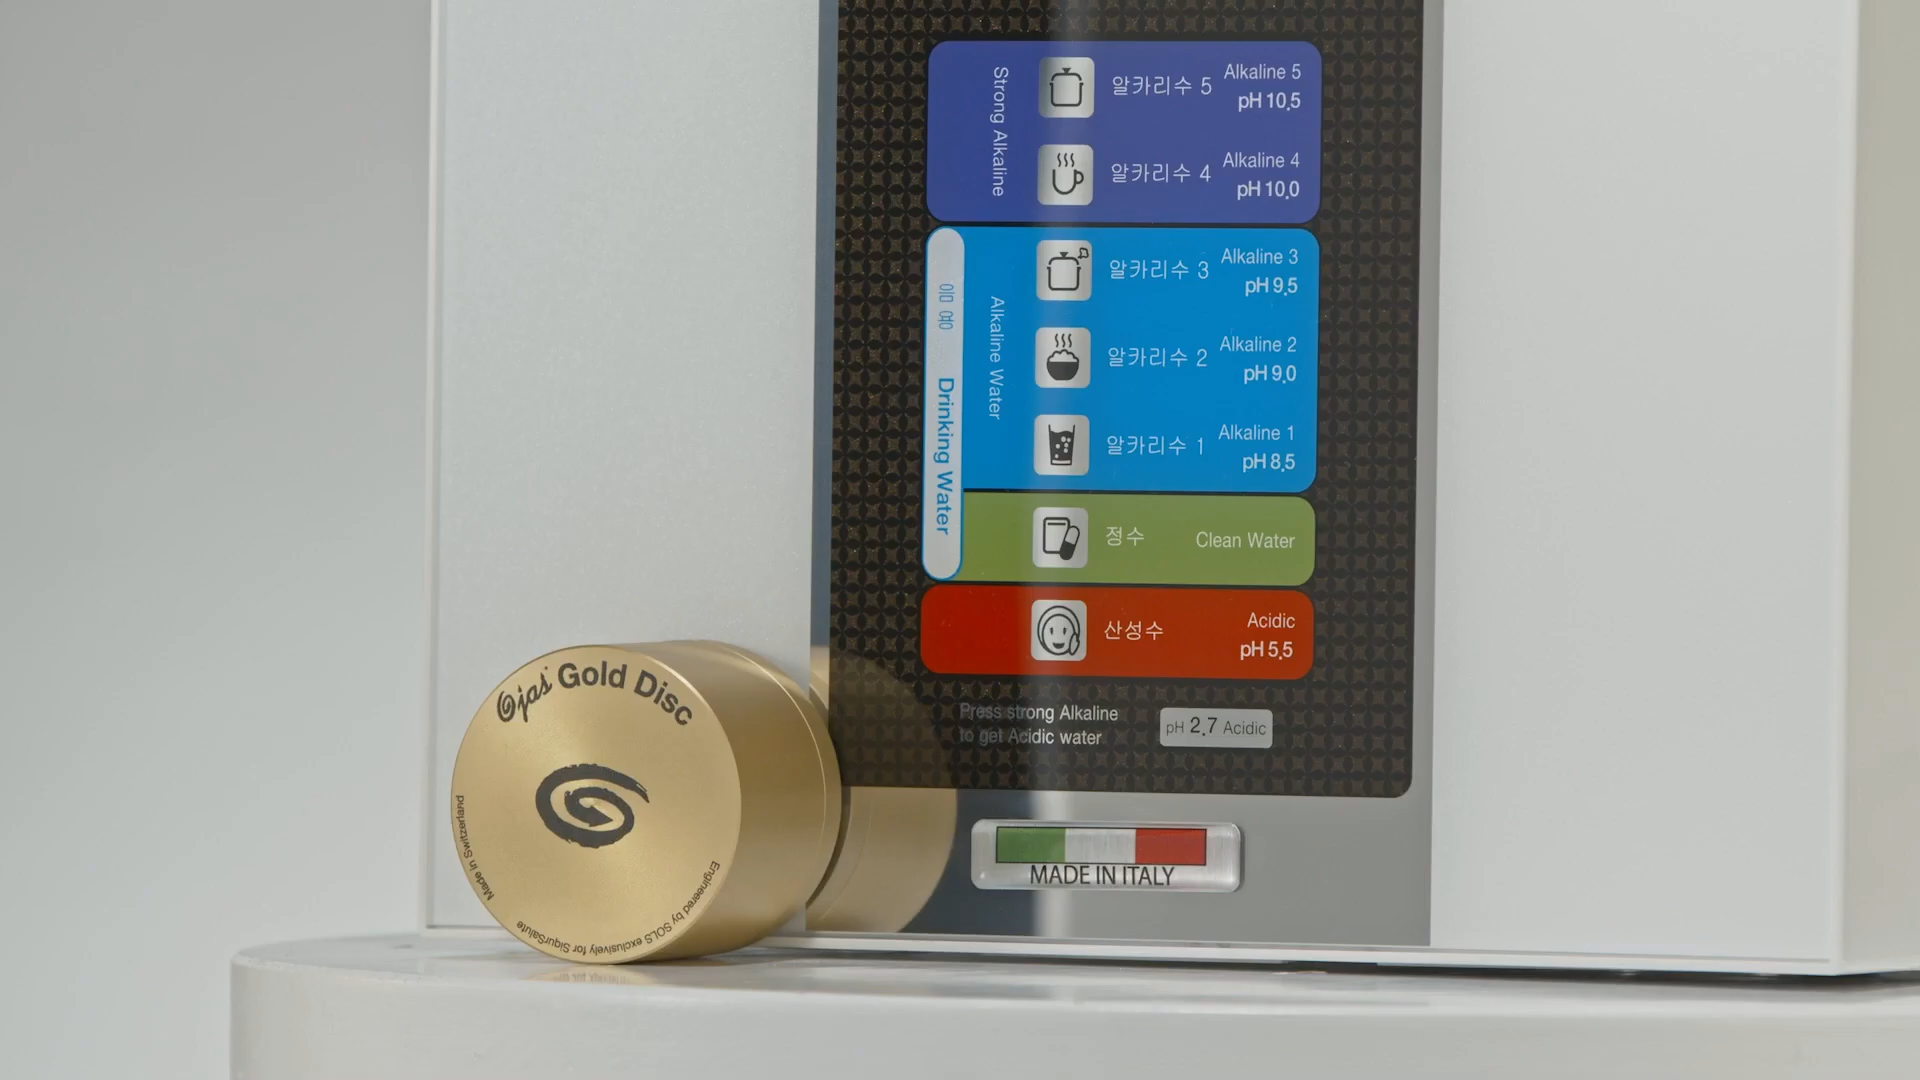 Strong Alkaline
알카리수 5 Alkaline 5
pH 10.5
알카리수 4 Alkaline 4
pH 10.0
음용 Drinking Water
Alkaline Water
알카리수 3 Alkaline 3
pH 9.5
알카리수 2 Alkaline 2
pH 9.0
알카리수 1 Alkaline 1
pH 8.5
정수 Clean Water
산성수 Acidic
pH 5.5
Press strong Alkaline
to get Acidic water
pH 2.7 Acidic
MADE IN ITALY
Ojas Gold Disc
Made in Switzerland
Engineered by SOLS exclusively for SiqurSalute